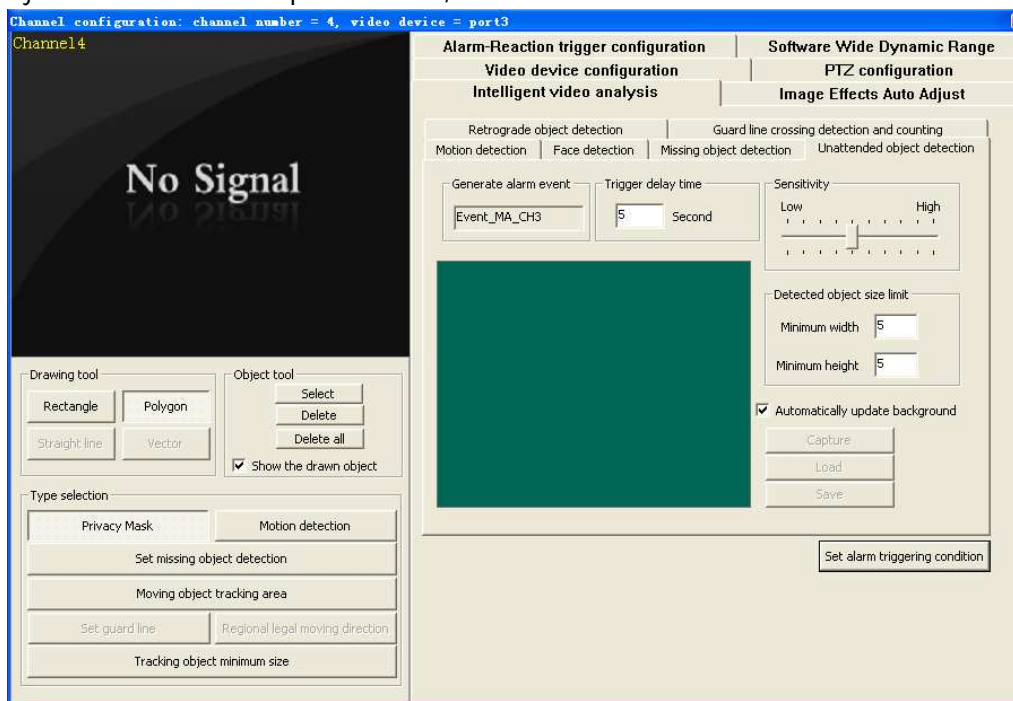 Channel configuration: channel number = 4, video device = port3
Channel4
No Signal
Alarm-Reaction trigger configuration
Software Wide Dynamic Range
Video device configuration
PTZ configuration
Intelligent video analysis
Image Effects Auto Adjust
Retrograde object detection
Guard line crossing detection and counting
Motion detection
Face detection
Missing object detection
Unattended object detection
Generate alarm event
Event_MA_CH3
Trigger delay time
5 Second
Sensitivity
Low High
Detected object size limit
Minimum width 5
Minimum height 5
Automatically update background
Capture
Load
Save
Set alarm triggering condition
Drawing tool
Rectangle
Polygon
Straight line
Vector
Object tool
Select
Delete
Delete all
Show the drawn object
Type selection
Privacy Mask
Motion detection
Set missing object detection
Moving object tracking area
Set guard line
Regional legal moving direction
Tracking object minimum size